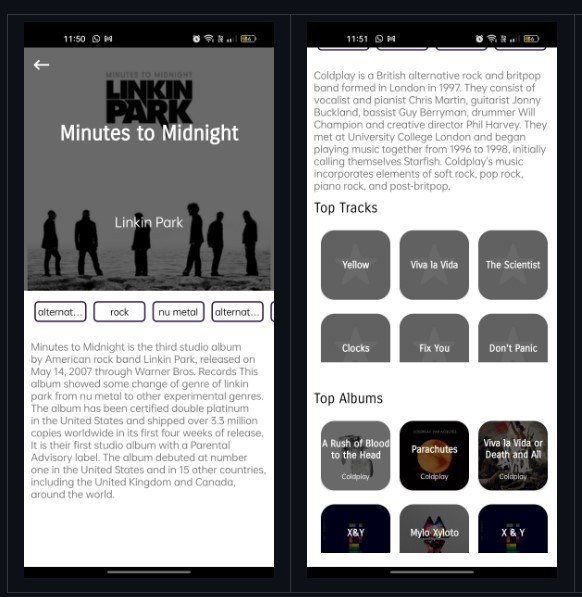 11:50
MINUTES TO MIDNIGHT
LINKIN
PARK
Minutes to Midnight
Linkin Park
alternat...
rock
nu metal
alternat...
Minutes to Midnight is the third studio album
by American rock band Linkin Park, released on
May 14, 2007 through Warner Bros. Records This
album showed some change of genre of linkin
park from nu metal to other experimental genres.
The album has been certified double platinum
in the United States and shipped over 3.3 million
copies worldwide in its first four weeks of release.
It is their first studio album with a Parental
Advisory label. The album debuted at number
one in the United States and in 15 other countries,
including the United Kingdom and Canada,
around the world.
11:51
Coldplay is a British alternative rock and britpop
band formed in London in 1997. They consist of
vocalist and pianist Chris Martin, guitarist Jonny
Buckland, bassist Guy Berryman, drummer Will
Champion and creative director Phil Harvey. They
met at University College London and began
playing music together from 1996 to 1998, initially
calling themselves Starfish. Coldplay's music
incorporates elements of soft rock, pop rock,
piano rock, and post-britpop.
Top Tracks
Yellow
Viva la Vida
The Scientist
Clocks
Fix You
Don't Panic
Top Albums
A Rush of Blood
to the Head
Coldplay
Parachutes
Coldplay
Viva la Vida or
Death and All
Coldplay
X&Y
Mylo Xyloto
X & Y